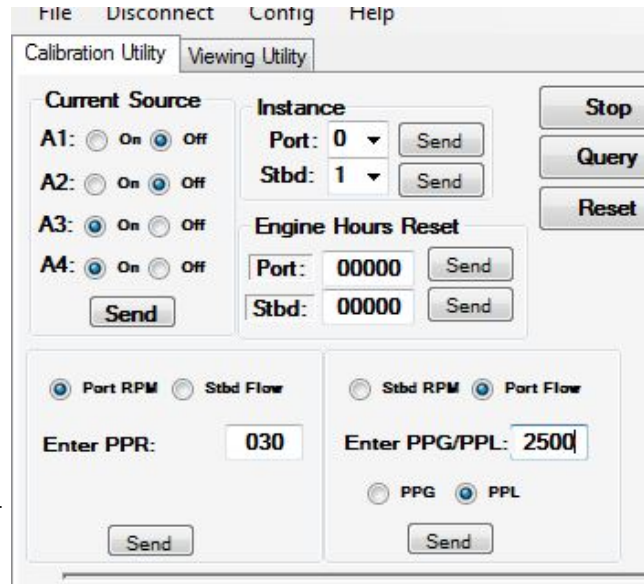 File Disconnect Config Help
Calibration Utility Viewing Utility
Current Source
A1: On Off
A2: On Off
A3: On Off
A4: On Off
Send
Instance
Port: 0 Send
Stbd: 1 Send
Engine Hours Reset
Port: 00000 Send
Stbd: 00000 Send
Stop
Query
Reset
Port RPM Stbd Flow
Enter PPR: 030
Send
Stbd RPM Port Flow
Enter PPG/PPL: 2500
PPG PPL
Send